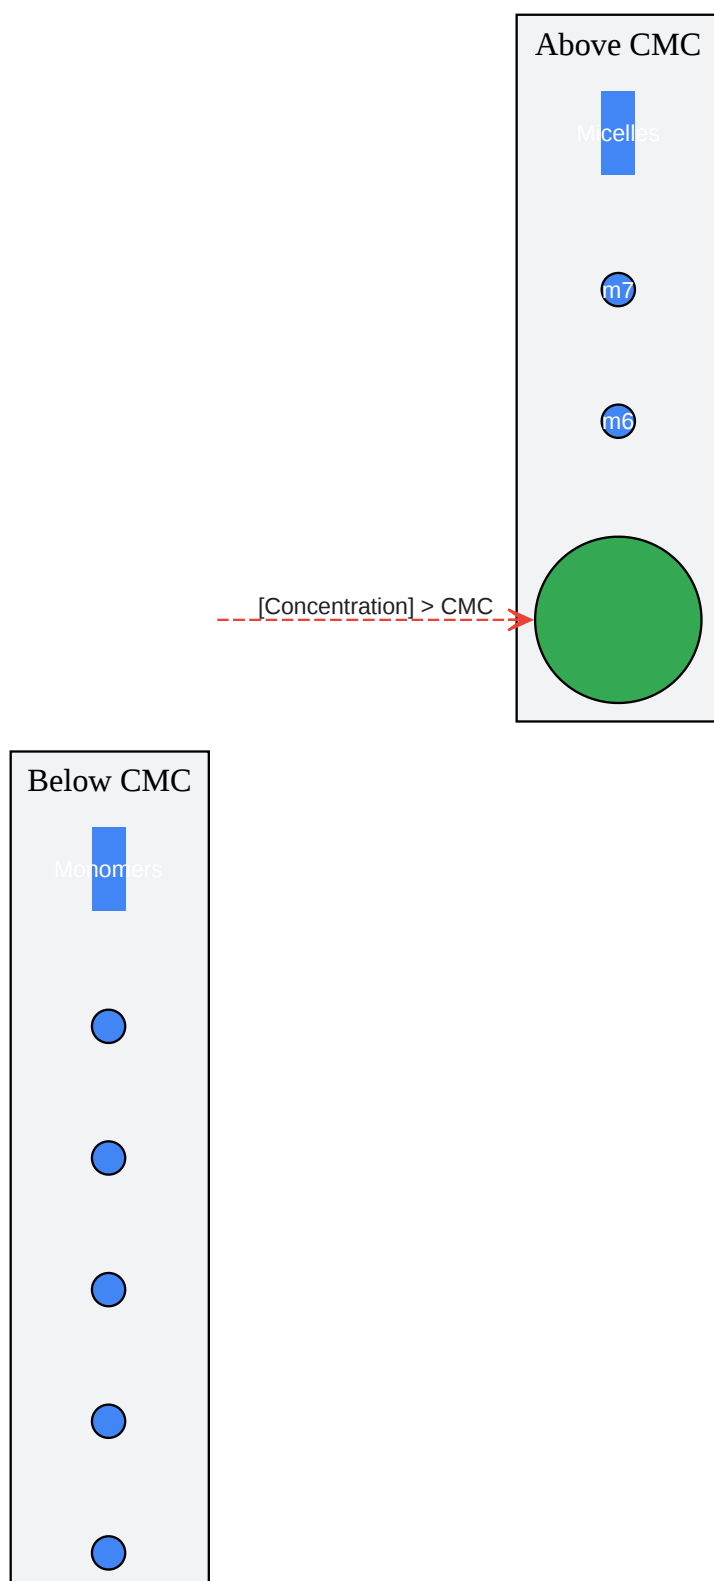 Above CMC
Micelles
m7
m6
[Concentration] > CMC
Below CMC
Monomers